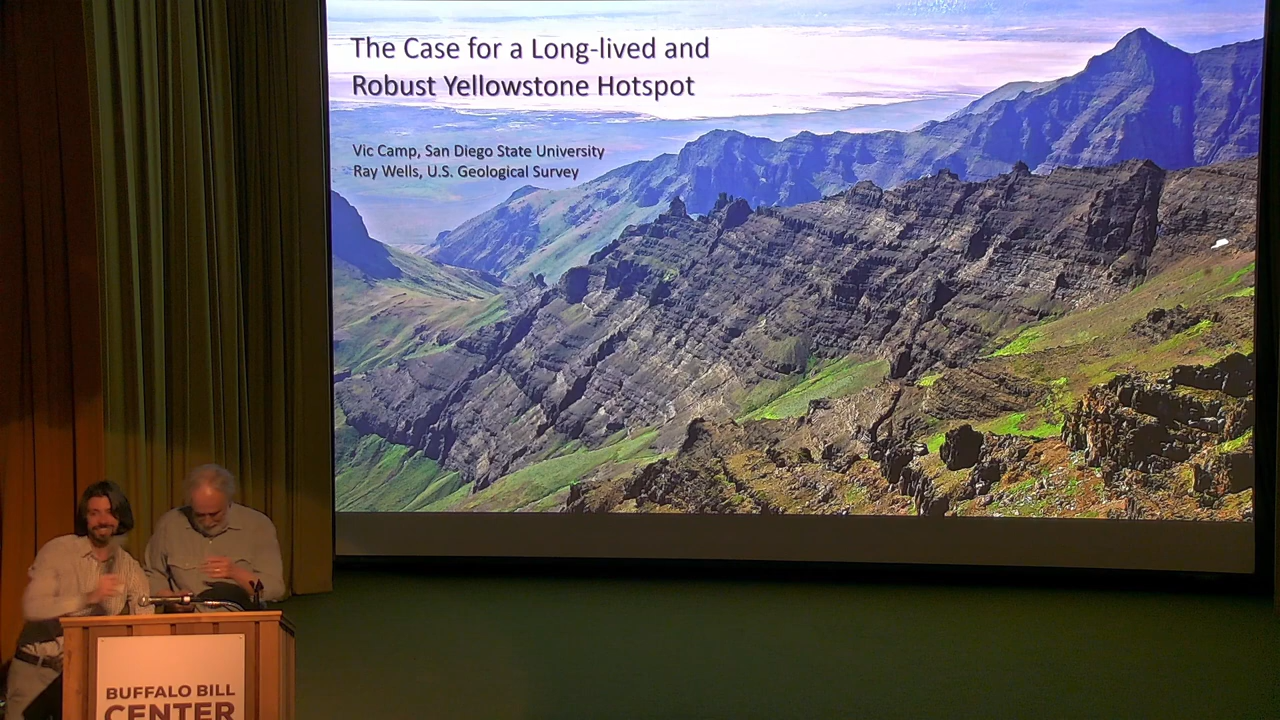 The Case for a Long-lived and
Robust Yellowstone Hotspot
Vic Camp, San Diego State University
Ray Wells, U.S. Geological Survey
BUFFALO BILL
CENTER